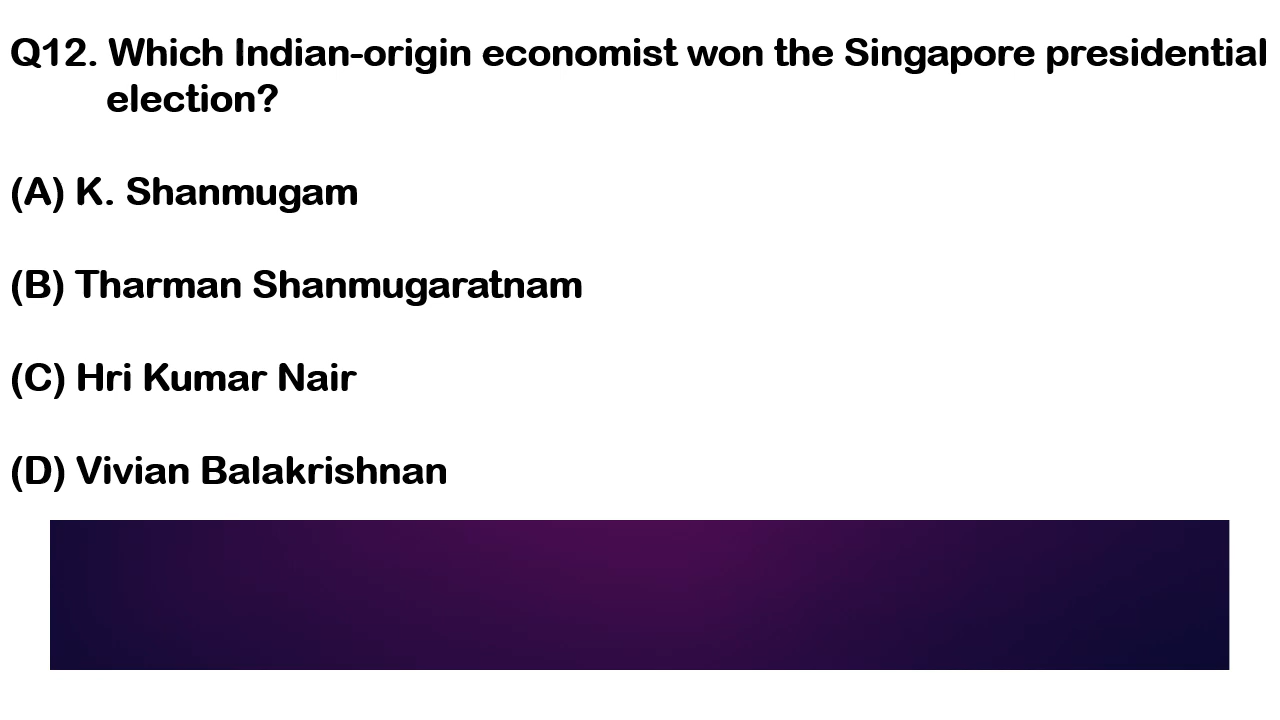 Q12. Which Indian-origin economist won the Singapore presidential
election?
(A) K. Shanmugam
(B) Tharman Shanmugaratnam
(C) Hri Kumar Nair
(D) Vivian Balakrishnan